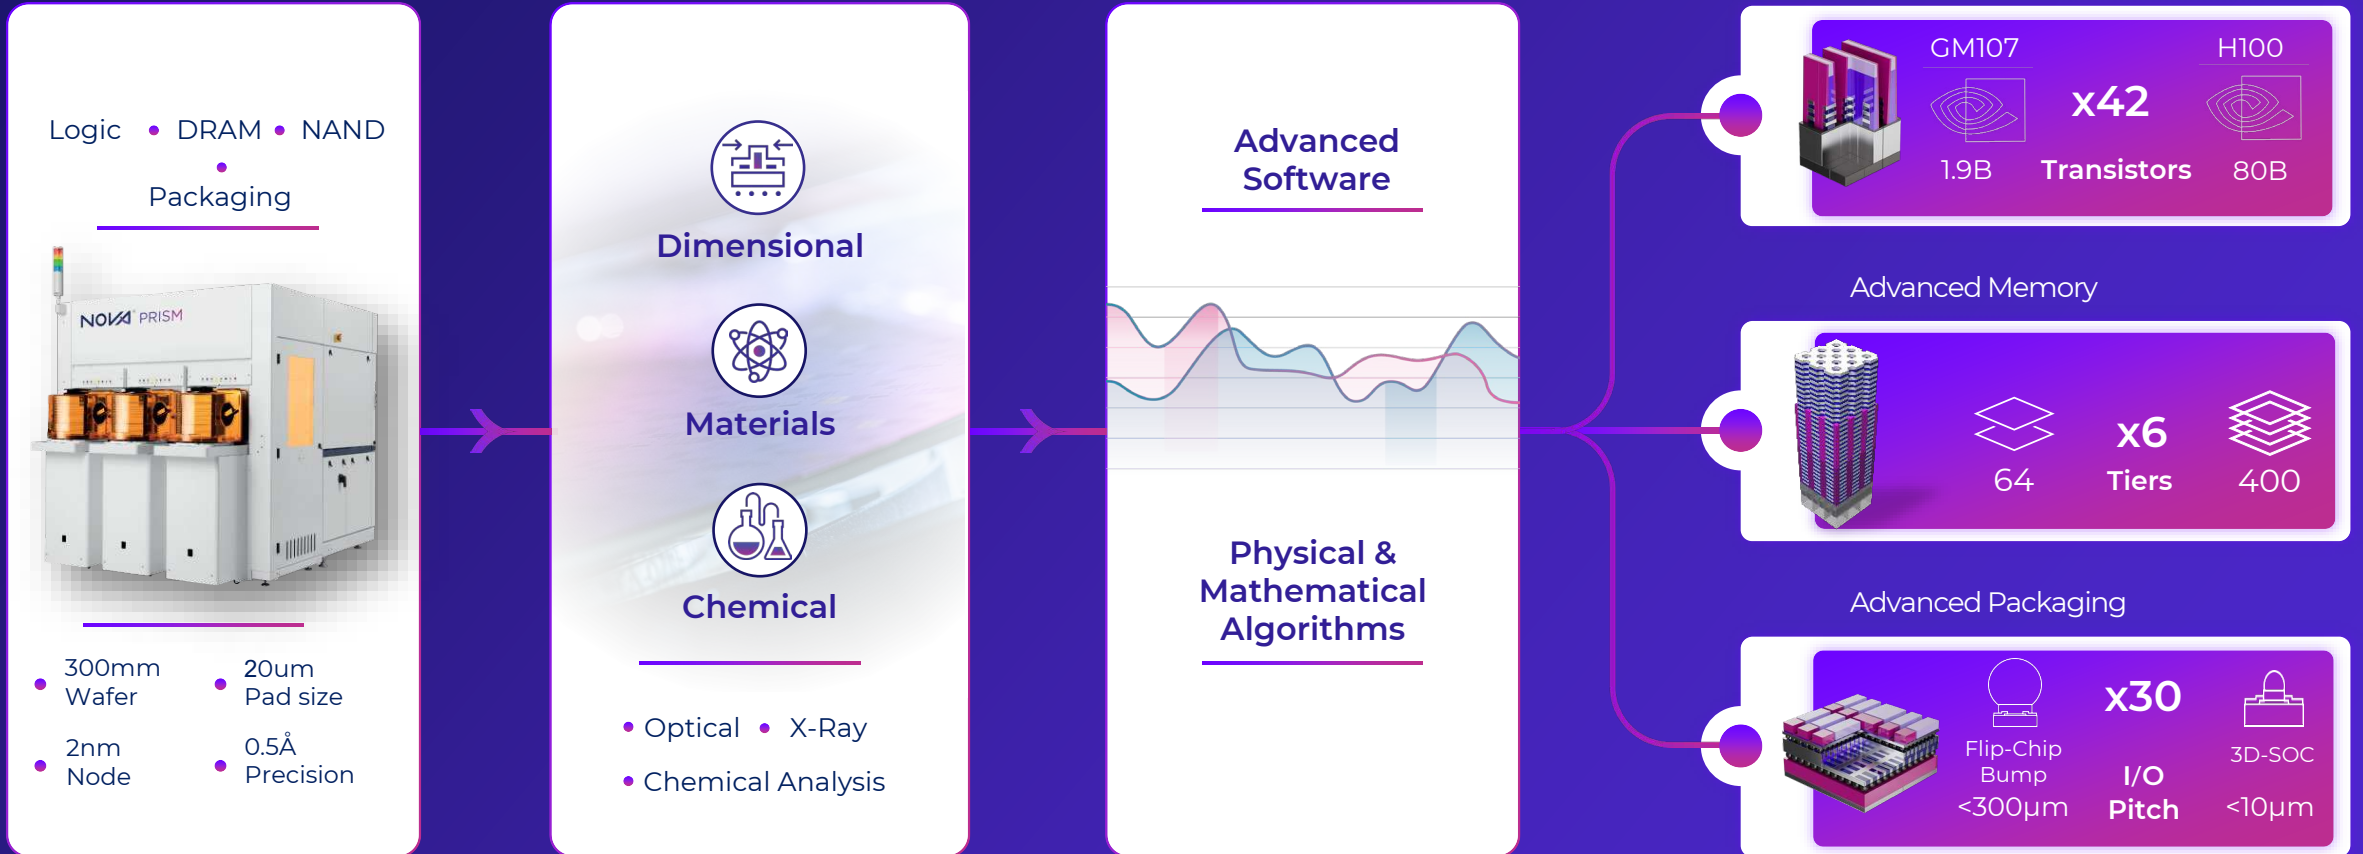 Logic • DRAM • NAND
•
Packaging
NOVA PRISM
300mm
Wafer
20um
Pad size
2nm
Node
0.5Å
Precision
Dimensional
Materials
Chemical
• Optical • X-Ray
• Chemical Analysis
Advanced
Software
Physical &
Mathematical
Algorithms
GM107
x42
H100
1.9B
Transistors
80B
Advanced Memory
x6
64
Tiers
400
Advanced Packaging
x30
Flip-Chip
Bump
<300µm
I/O
Pitch
3D-SOC
<10µm